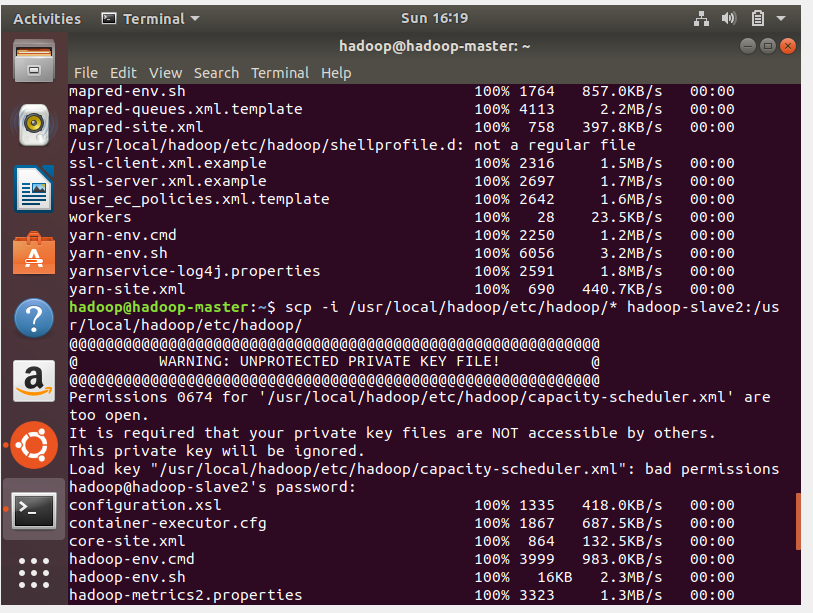 Activities Terminal Sun 16:19
hadoop@hadoop-master: ~
File Edit View Search Terminal Help
mapred-env.sh 100% 1764 857.0KB/s 00:00
mapred-queues.xml.template 100% 4113 2.2MB/s 00:00
mapred-site.xml 100% 758 397.8KB/s 00:00
/usr/local/hadoop/etc/hadoop/shellprofile.d: not a regular file
ssl-client.xml.example 100% 2316 1.5MB/s 00:00
ssl-server.xml.example 100% 2697 1.7MB/s 00:00
user_ec_policies.xml.template 100% 2642 1.6MB/s 00:00
workers 100% 28 23.5KB/s 00:00
yarn-env.cmd 100% 2250 1.2MB/s 00:00
yarn-env.sh 100% 6056 3.2MB/s 00:00
yarnservice-log4j.properties 100% 2591 1.8MB/s 00:00
yarn-site.xml 100% 690 440.7KB/s 00:00
hadoop@hadoop-master:~$ scp -i /usr/local/hadoop/etc/hadoop/* hadoop-slave2:/us
r/local/hadoop/etc/hadoop/
@@@@@@@@@@@@@@@@@@@@@@@@@@@@@@@@@@@@@@@@@@@@@@@@@@@@@@@@@@@
@ WARNING: UNPROTECTED PRIVATE KEY FILE! @
@@@@@@@@@@@@@@@@@@@@@@@@@@@@@@@@@@@@@@@@@@@@@@@@@@@@@@@@@@@
Permissions 0674 for '/usr/local/hadoop/etc/hadoop/capacity-scheduler.xml' are
too open.
It is required that your private key files are NOT accessible by others.
This private key will be ignored.
Load key "/usr/local/hadoop/etc/hadoop/capacity-scheduler.xml": bad permissions
hadoop@hadoop-slave2's password:
configuration.xsl 100% 1335 418.0KB/s 00:00
container-executor.cfg 100% 1867 687.5KB/s 00:00
core-site.xml 100% 864 132.5KB/s 00:00
hadoop-env.cmd 100% 3999 983.0KB/s 00:00
hadoop-env.sh 100% 16KB 2.3MB/s 00:00
hadoop-metrics2.properties 100% 3323 1.3MB/s 00:00